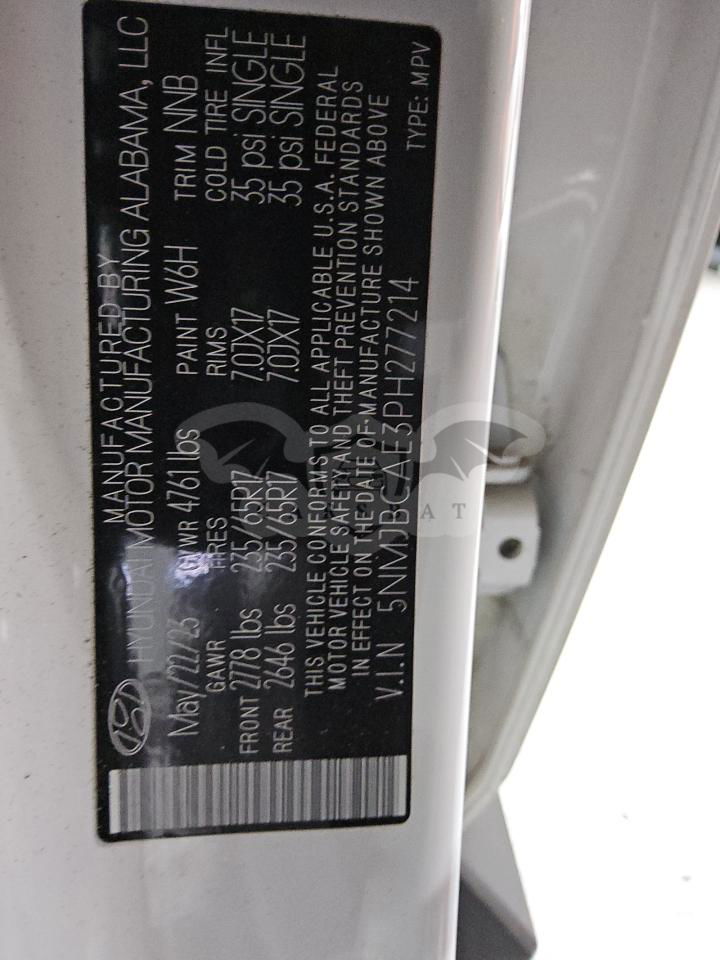 MANUFACTURED BY
HYUNDAI MOTOR MANUFACTURING ALABAMA, LLC
May/22/23 GVWR 4761 lbs PAINT W6H TRIM NNB
GAWR TIRES RIMS COLD TIRE INFL
FRONT 2778 lbs 235/65R17 7.0JX17 35 psi SINGLE
REAR 2646 lbs 235/65R17 7.0JX17 35 psi SINGLE
THIS VEHICLE CONFORMS TO ALL APPLICABLE U.S.A. FEDERAL
MOTOR VEHICLE SAFETY AND THEFT PREVENTION STANDARDS
IN EFFECT ON THE DATE OF MANUFACTURE SHOWN ABOVE
V.I.N 5NMJBCAE3PH277214
TYPE: MPV